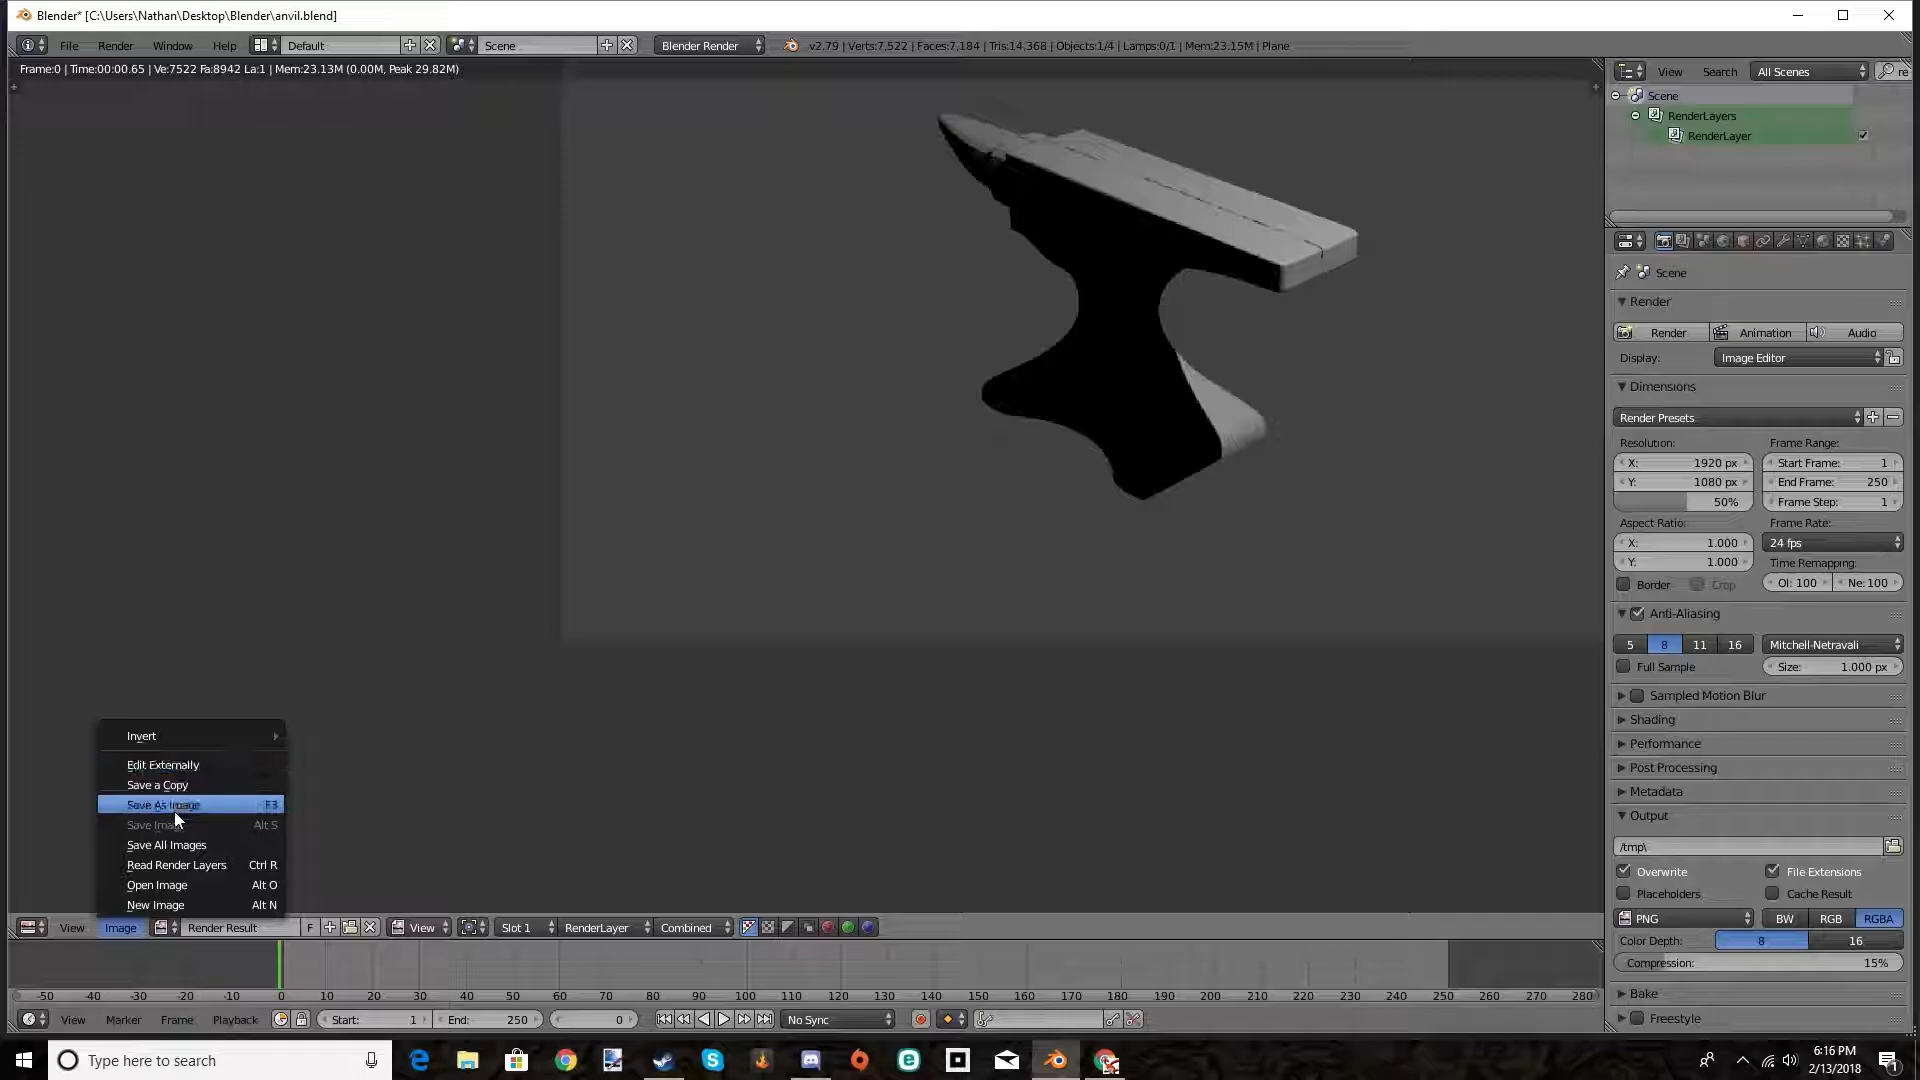 Blender* [C:\Users\Nathan\Desktop\Blender\anvil.blend]
File Render Window Help Default Scene Blender Render v2.79 | Verts:7,522 | Faces:7,184 | Tris:14,368 | Objects:1/4 | Lamps:0/1 | Mem:23.15M | Plane
Frame:0 | Time:00:00.65 | Ve:7522 Fa:8942 La:1 | Mem:23.13M (0.00M, Peak 29.82M)
View Search All Scenes re
Scene
RenderLayers
RenderLayer
Scene
Render
Render Animation Audio
Display: Image Editor
Dimensions
Render Presets
Resolution: Frame Range:
X: 1920 px Start Frame: 1
Y: 1080 px End Frame: 250
50% Frame Step: 1
Aspect Ratio: Frame Rate:
X: 1.000 24 fps
Y: 1.000 Time Remapping:
Border Crop Ol: 100 Ne: 100
Anti-Aliasing
5 8 11 16 Mitchell-Netravali
Full Sample Size: 1.000 px
Sampled Motion Blur
Shading
Performance
Post Processing
Metadata
Output
/tmp\
Overwrite File Extensions
Placeholders Cache Result
PNG BW RGB RGBA
Color Depth: 8 16
Compression: 15%
Bake
Freestyle
Invert
Edit Externally
Save a Copy
Save As Image F3
Save Image Alt S
Save All Images
Read Render Layers Ctrl R
Open Image Alt O
New Image Alt N
View Image Render Result F View Slot 1 RenderLayer Combined
-50 -40 -30 -20 -10 0 10 20 30 40 50 60 70 80 90 100 110 120 130 140 150 160 170 180 190 200 210 220 230 240 250 260 270 280
View Marker Frame Playback Start: 1 End: 250 0 No Sync
Type here to search
6:16 PM
2/13/2018
1